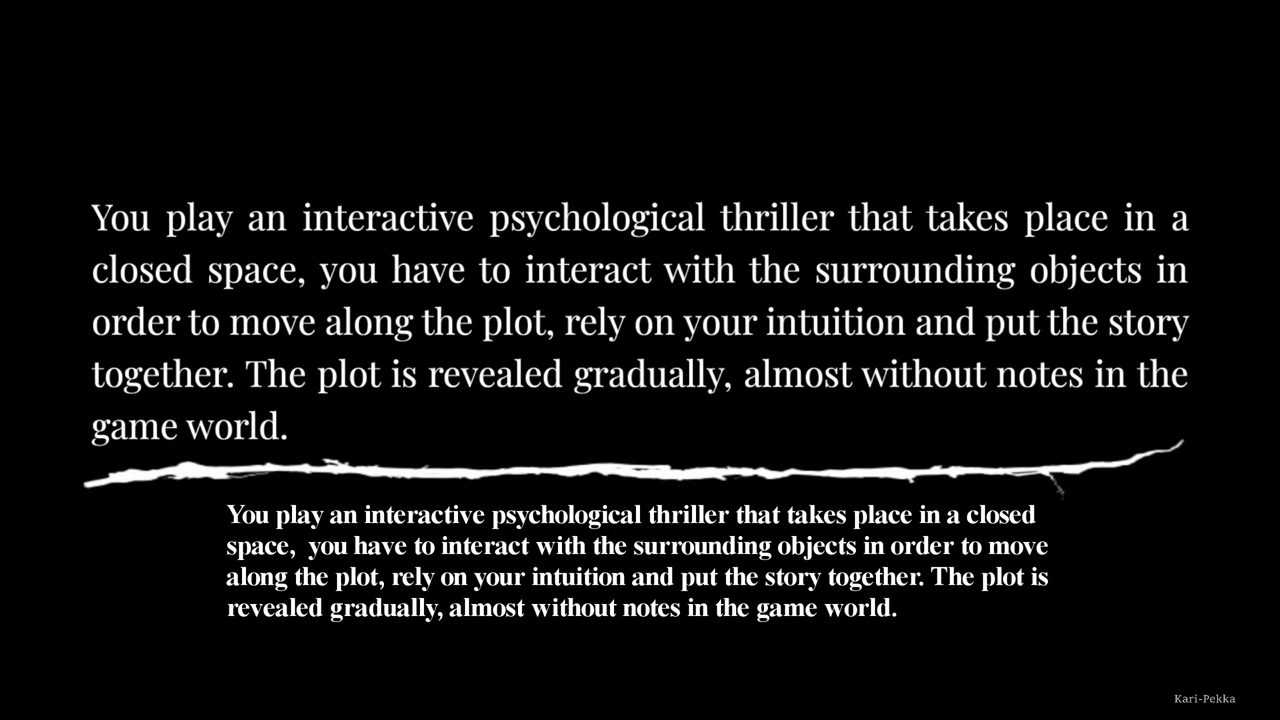 You play an interactive psychological thriller that takes place in a
closed space, you have to interact with the surrounding objects in
order to move along the plot, rely on your intuition and put the story
together. The plot is revealed gradually, almost without notes in the
game world.
You play an interactive psychological thriller that takes place in a closed
space,  you have to interact with the surrounding objects in order to move
along the plot, rely on your intuition and put the story together. The plot is
revealed gradually, almost without notes in the game world.
Kari-Pekka